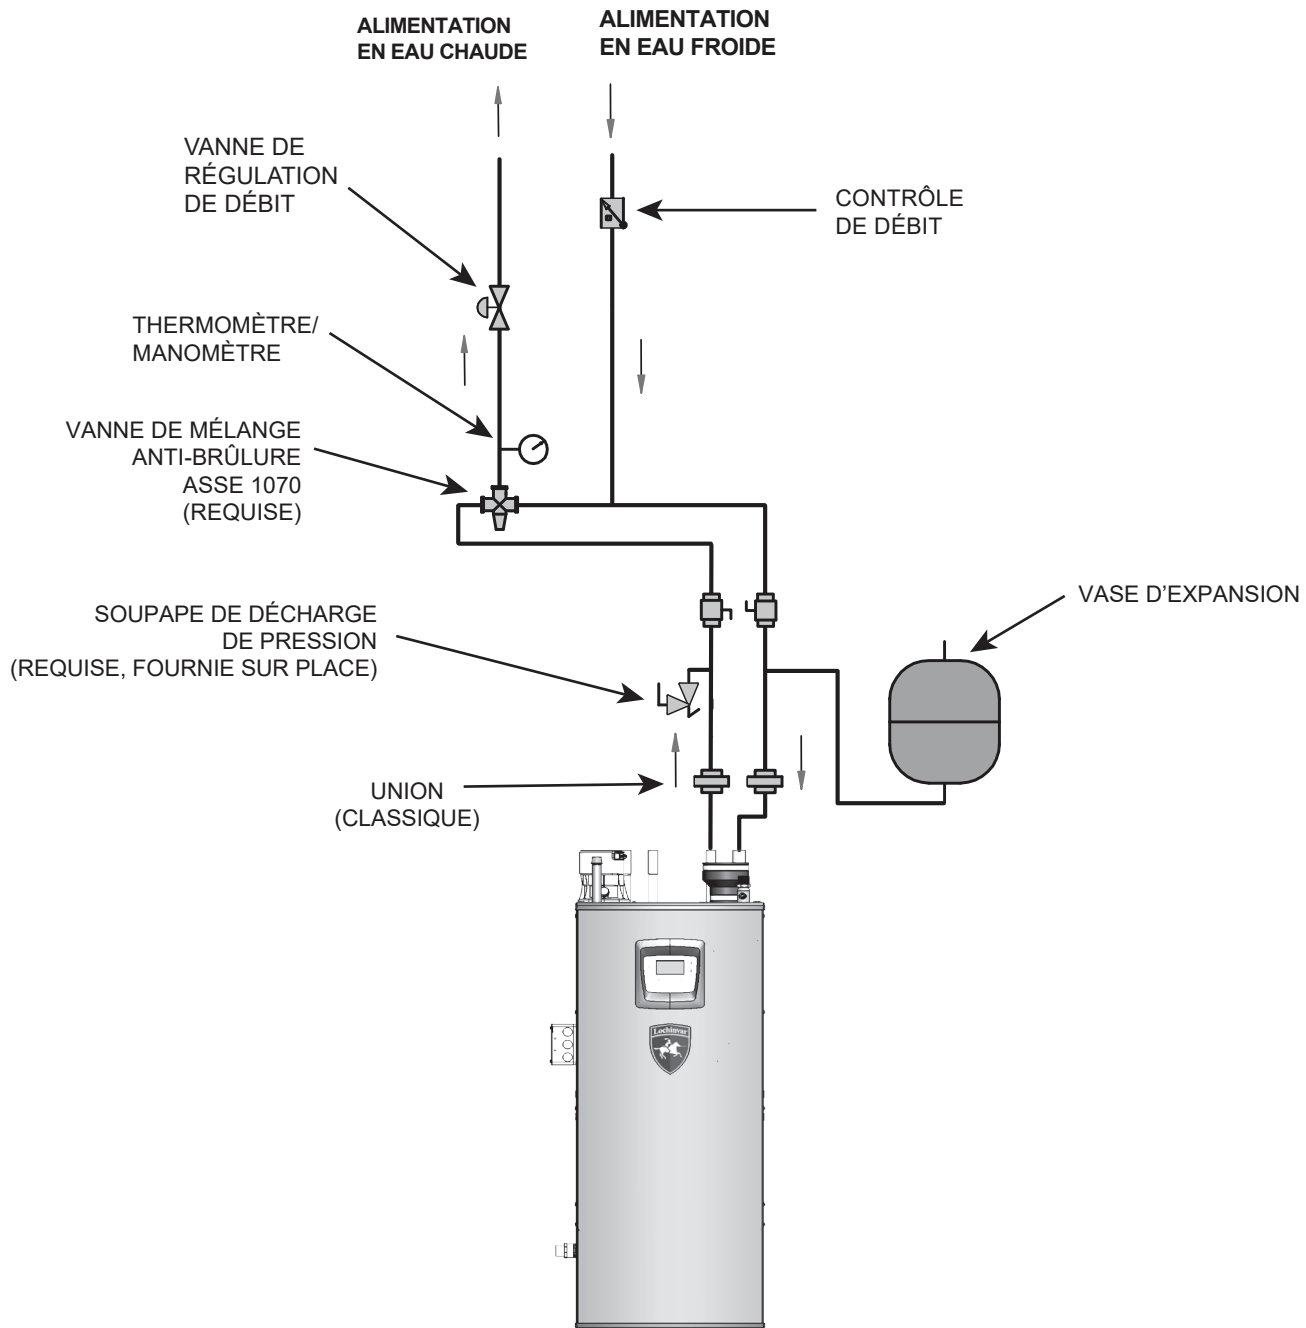 ALIMENTATION
EN EAU CHAUDE
ALIMENTATION
EN EAU FROIDE
VANNE DE
RÉGULATION
DE DÉBIT
CONTRÔLE
DE DÉBIT
THERMOMÈTRE/
MANOMÈTRE
VANNE DE MÉLANGE
ANTI-BRÛLURE
ASSE 1070
(REQUISE)
SOUPAPE DE DÉCHARGE
DE PRESSION
(REQUISE, FOURNIE SUR PLACE)
VASE D’EXPANSION
UNION
(CLASSIQUE)
Lochinvar